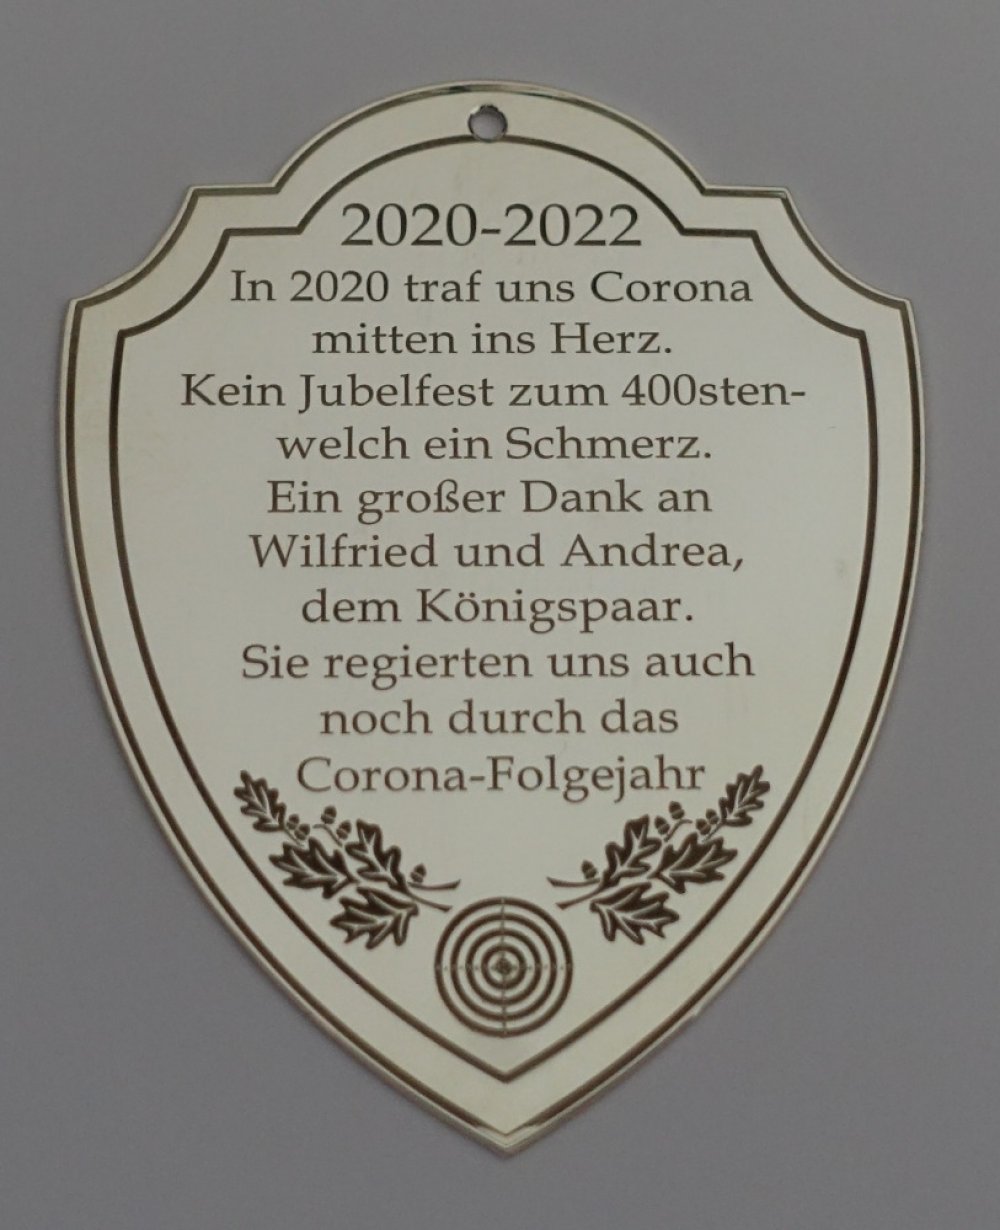 2020-2022
In 2020 traf uns Corona
mitten ins Herz.
Kein Jubelfest zum 400sten-
welch ein Schmerz.
Ein großer Dank an
Wilfried und Andrea,
dem Königspaar.
Sie regierten uns auch
noch durch das
Corona-Folgejahr